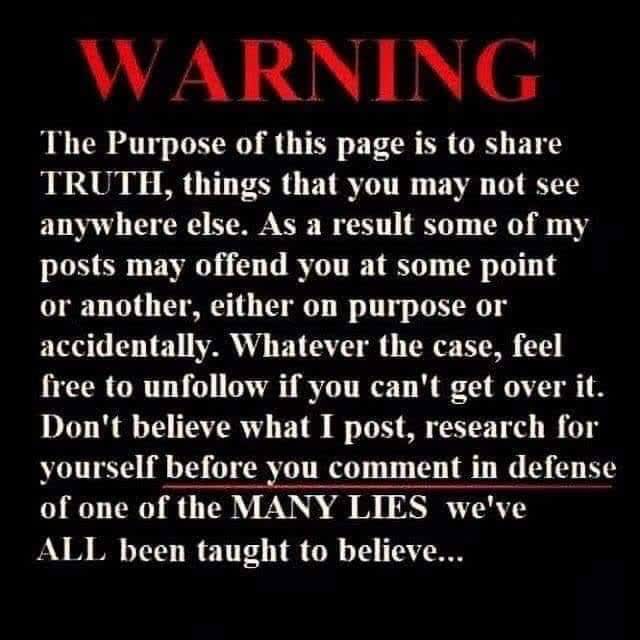 WARNING
The Purpose of this page is to share
TRUTH, things that you may not see
anywhere else. As a result some of my
posts may offend you at some point
or another, either on purpose or
accidentally. Whatever the case, feel
free to unfollow if you can't get over it.
Don't believe what I post, research for
yourself before you comment in defense
of one of the MANY LIES we've
ALL been taught to believe...